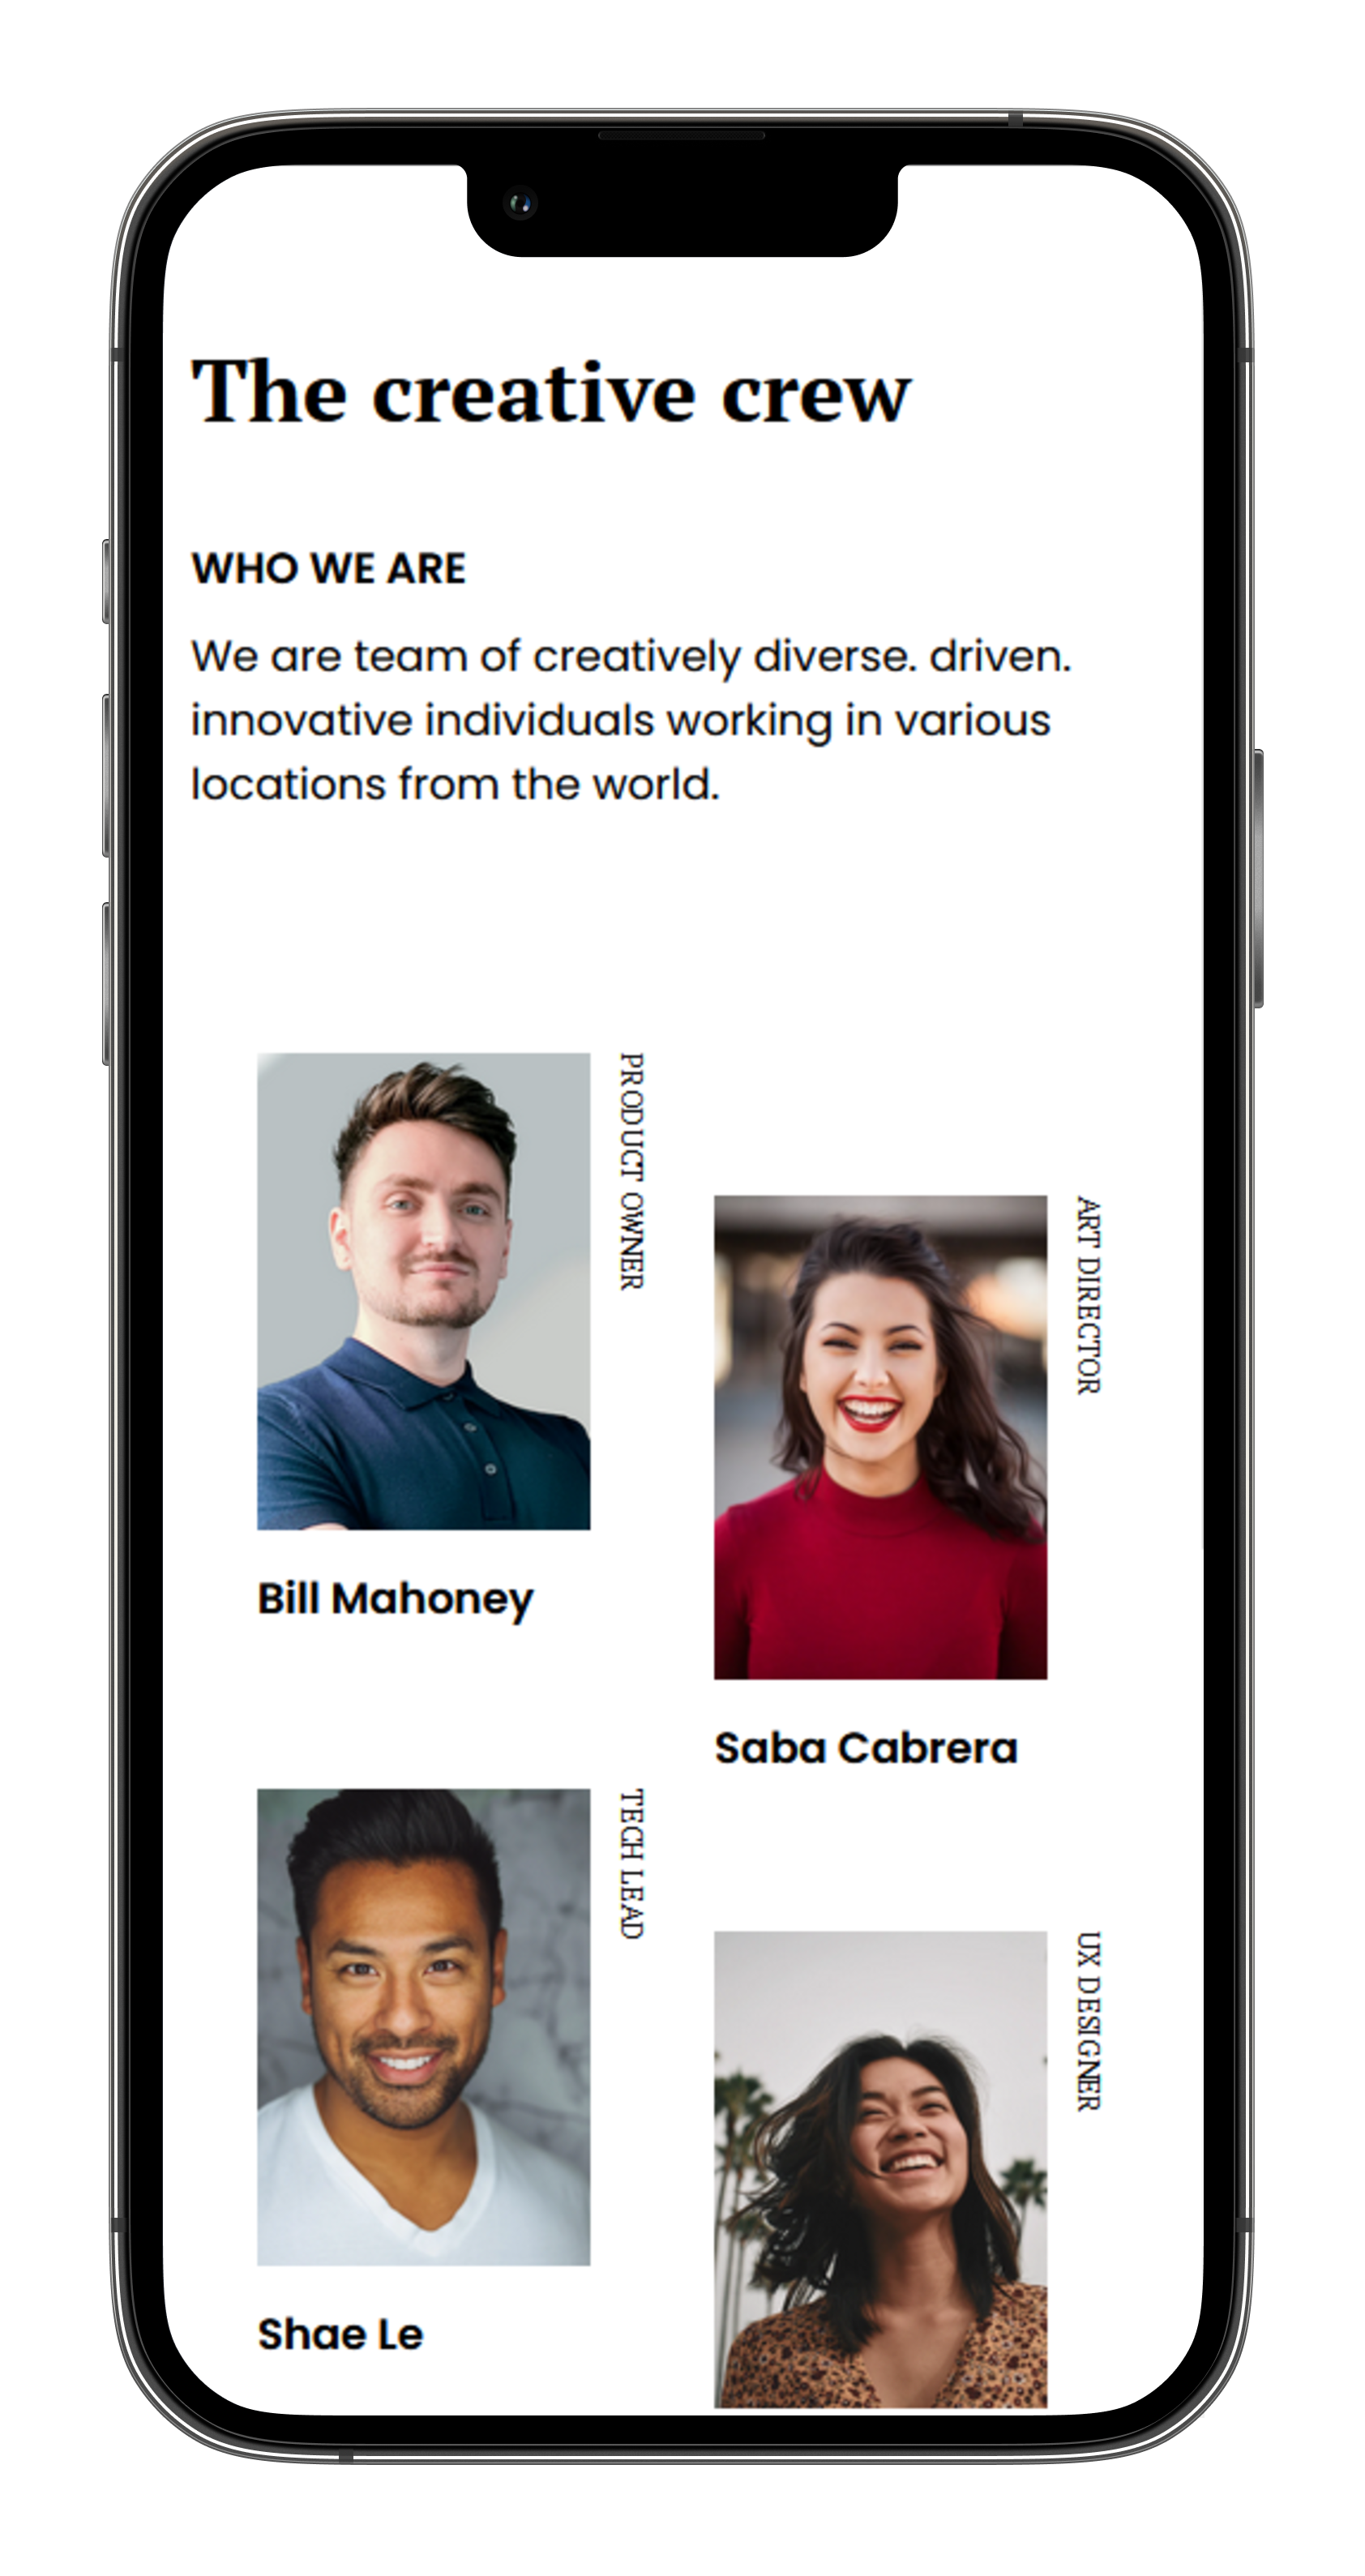 The creative crew
WHO WE ARE
We are team of creatively diverse. driven.
innovative individuals working in various
locations from the world.
PRODUCT OWNER
Bill Mahoney
ART DIRECTOR
Saba Cabrera
TECH LEAD
Shae Le
UX DESIGNER